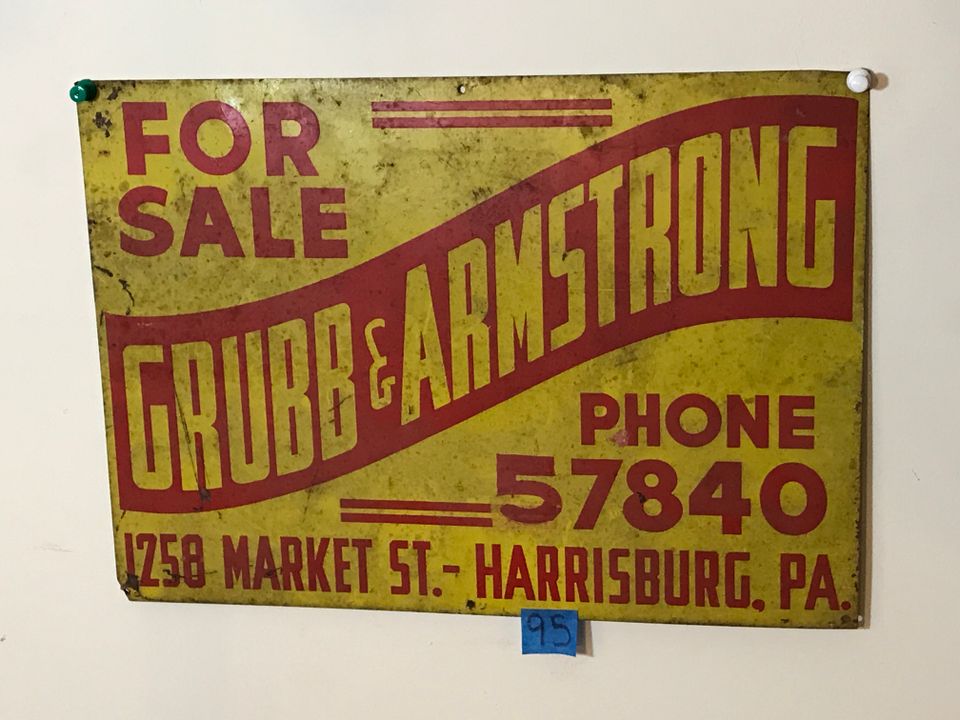 FOR
SALE
GRUBB & ARMSTRONG
PHONE
57840
1258 MARKET ST. - HARRISBURG, PA.
95